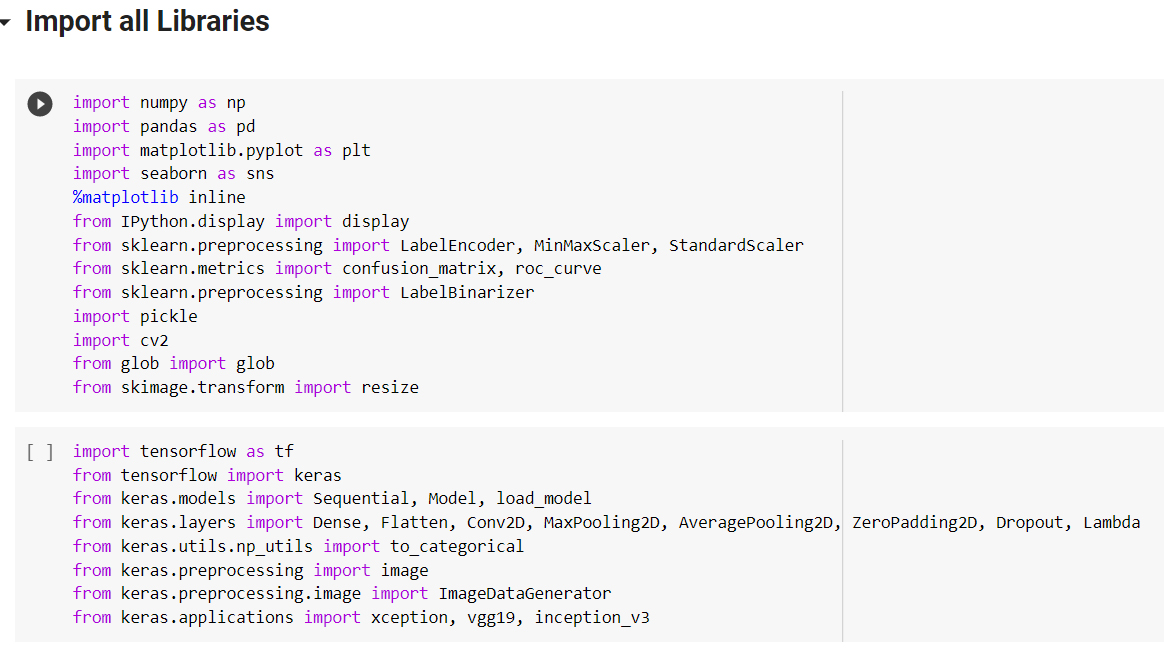 Import all Libraries
import numpy as np
import pandas as pd
import matplotlib.pyplot as plt
import seaborn as sns
%matplotlib inline
from IPython.display import display
from sklearn.preprocessing import LabelEncoder, MinMaxScaler, StandardScaler
from sklearn.metrics import confusion_matrix, roc_curve
from sklearn.preprocessing import LabelBinarizer
import pickle
import cv2
from glob import glob
from skimage.transform import resize
[ ] import tensorflow as tf
from tensorflow import keras
from keras.models import Sequential, Model, load_model
from keras.layers import Dense, Flatten, Conv2D, MaxPooling2D, AveragePooling2D, ZeroPadding2D, Dropout, Lambda
from keras.utils.np_utils import to_categorical
from keras.preprocessing import image
from keras.preprocessing.image import ImageDataGenerator
from keras.applications import xception, vgg19, inception_v3